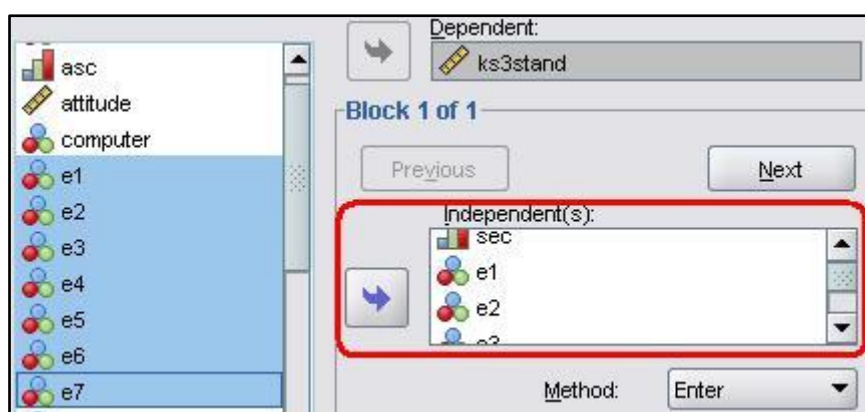 asc
attitude
computer
e1
e2
e3
e4
e5
e6
e7
Dependent:
ks3stand
Block 1 of 1
Previous
Next
Independent(s):
sec
e1
e2
Method:
Enter